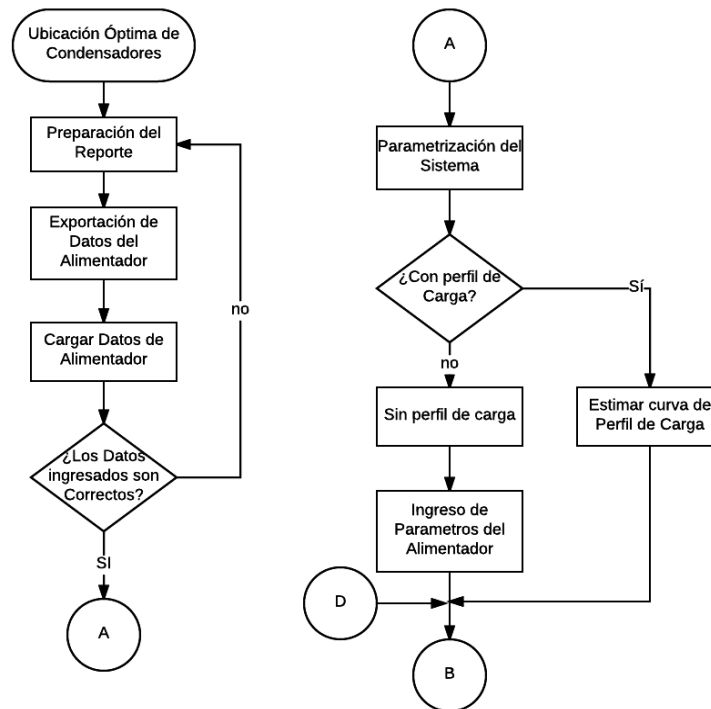 Ubicación Óptima de
Condensadores
Preparación del
Reporte
Exportación de
Datos del
Alimentador
no
Cargar Datos de
Alimentador
¿Los Datos
ingresados son
Correctos?
SI
A
A
Parametrización del
Sistema
¿Con perfil de
Carga?
Sí
no
Sin perfil de carga
Estimar curva de
Perfil de Carga
Ingreso de
Parametros del
Alimentador
D
B